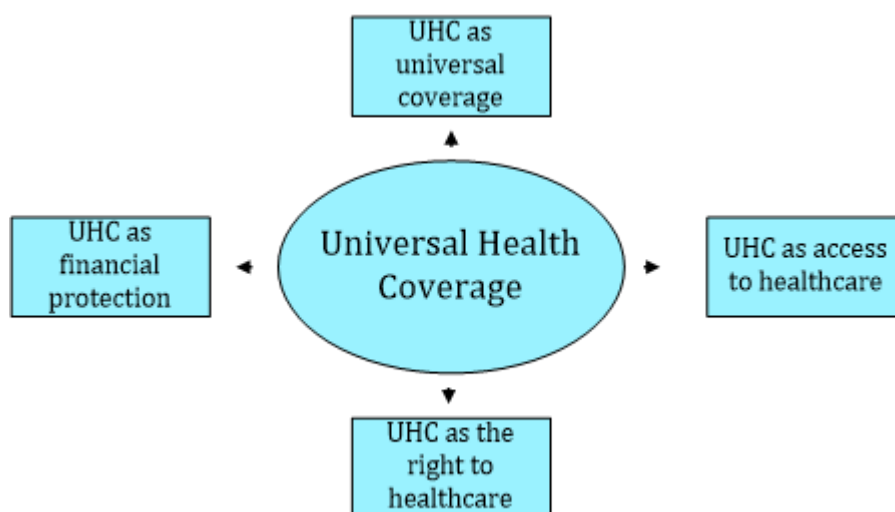 UHC as
universal
coverage
UHC as
financial
protection
Universal Health
Coverage
UHC as access
to healthcare
UHC as the
right to
healthcare